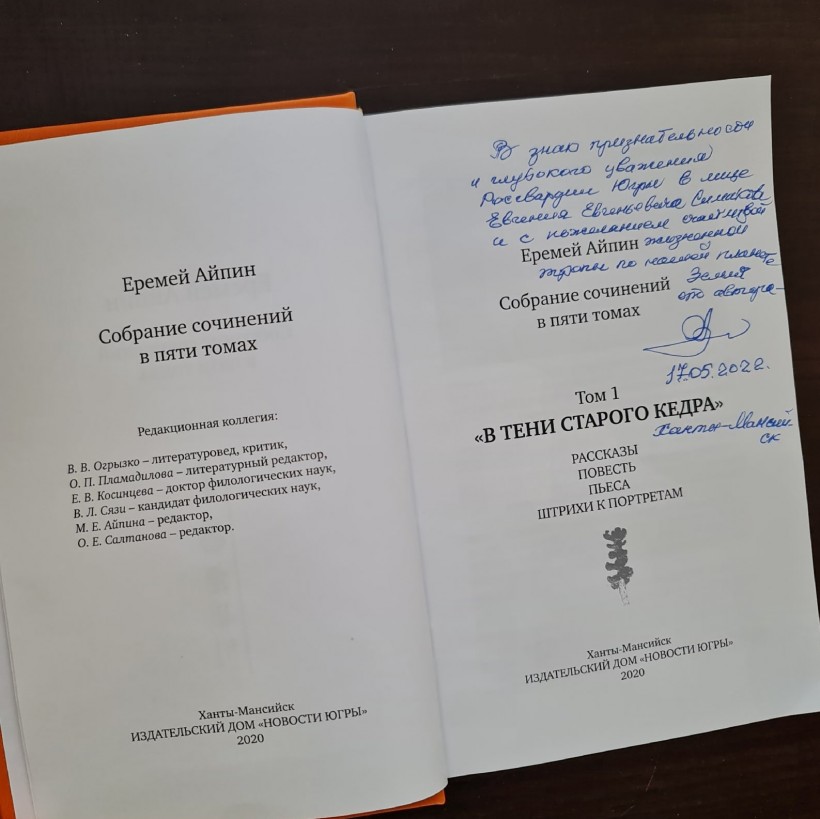 Еремей Айпин
Собрание сочинений
в пяти томах
Редакционная коллегия:
В. В. Огрызко – литературовед, критик,
О. П. Пламадилова – литературный редактор,
Е. В. Косинцева – доктор филологических наук,
В. Л. Сязи – кандидат филологических наук,
М. Е. Айпина – редактор,
О. Е. Салтанова – редактор.
Ханты-Мансийск
ИЗДАТЕЛЬСКИЙ ДОМ «НОВОСТИ ЮГРЫ»
2020
В знак признательности
и глубокого уважения
Росгвардии Югры в лице
Евгения Евгеньевича Симакова
и с пожеланием счастливой
жизненной
тропы по нашей планете
Земля
от автора –
17.05.2022.
Ханты-Мансий-
ск
Еремей Айпин
Собрание сочинений
в пяти томах
Том 1
«В ТЕНИ СТАРОГО КЕДРА»
РАССКАЗЫ
ПОВЕСТЬ
ПЬЕСА
ШТРИХИ К ПОРТРЕТАМ
Ханты-Мансийск
ИЗДАТЕЛЬСКИЙ ДОМ «НОВОСТИ ЮГРЫ»
2020